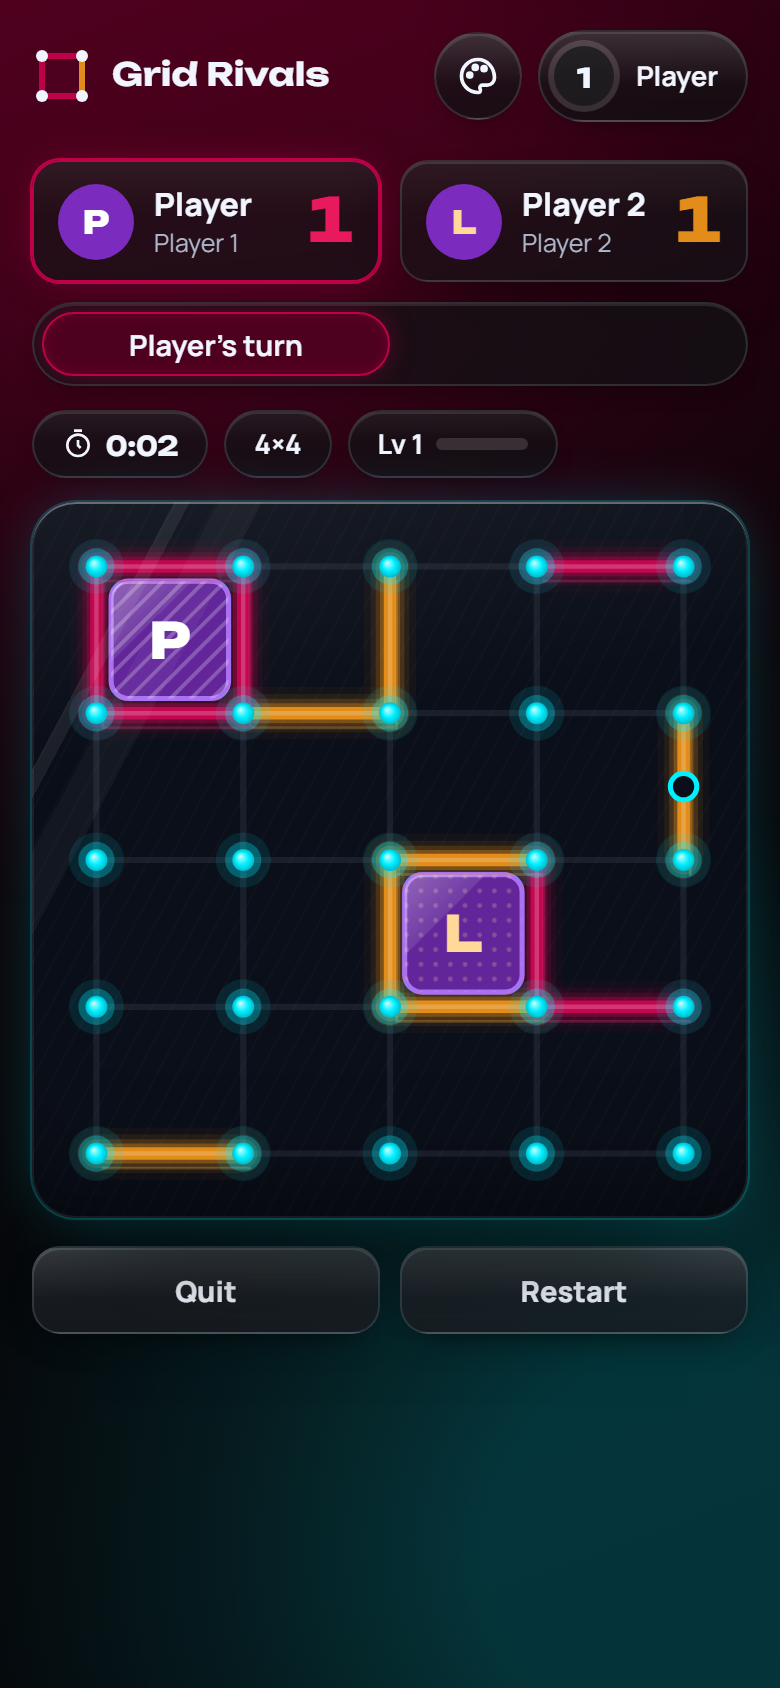 Grid Rivals
1 Player
P Player 1
Player 1
L Player 2 1
Player 2
Player's turn
0:02 4×4 Lv 1
P
L
Quit Restart